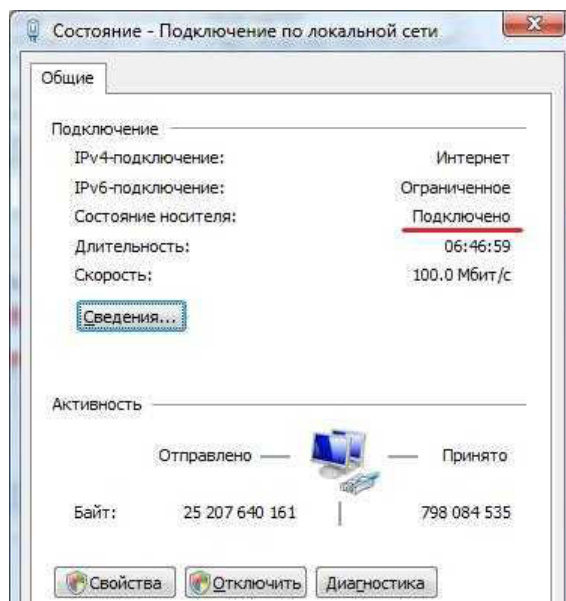 Состояние - Подключение по локальной сети
Общие
Подключение
IPv4-подключение: Интернет
IPv6-подключение: Ограниченное
Состояние носителя: Подключено
Длительность: 06:46:59
Скорость: 100.0 Мбит/с
Сведения...
Активность
Отправлено — Принято
Байт: 25 207 640 161 | 798 084 535
Свойства Отключить Диагностика